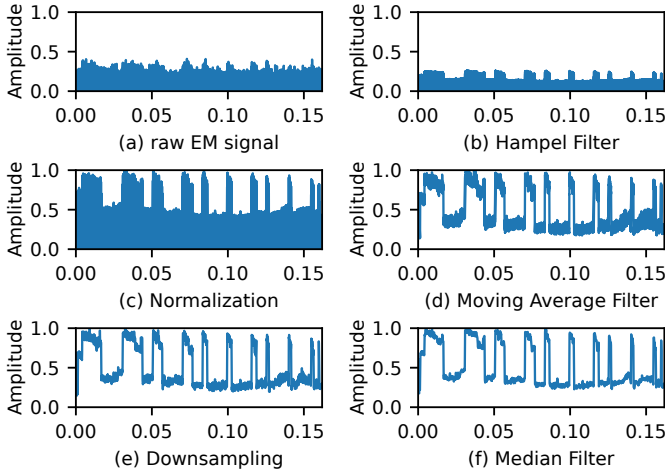 Amplitude
1.0
0.5
0.0
0.00 0.05 0.10 0.15
(a) raw EM signal
Amplitude
1.0
0.5
0.0
0.00 0.05 0.10 0.15
(b) Hampel Filter
Amplitude
1.0
0.5
0.0
0.00 0.05 0.10 0.15
(c) Normalization
Amplitude
1.0
0.5
0.0
0.00 0.05 0.10 0.15
(d) Moving Average Filter
Amplitude
1.0
0.5
0.0
0.00 0.05 0.10 0.15
(e) Downsampling
Amplitude
1.0
0.5
0.0
0.00 0.05 0.10 0.15
(f) Median Filter